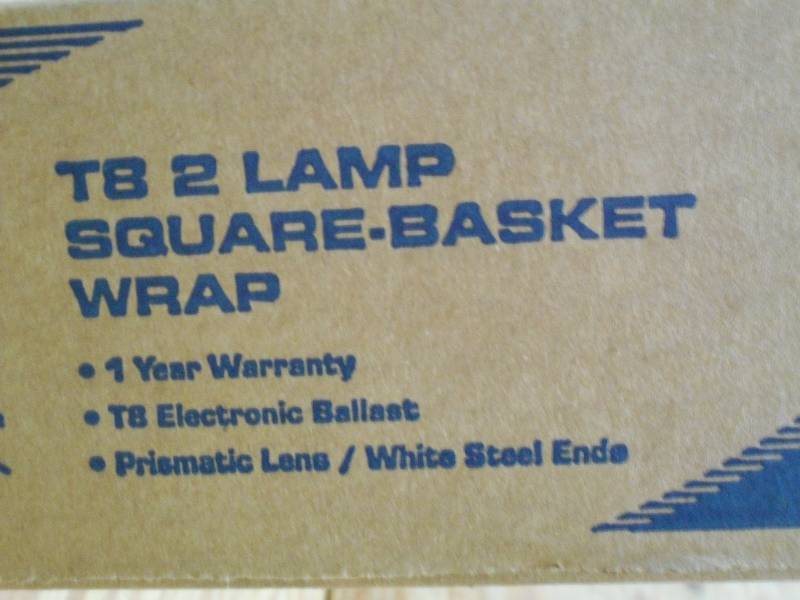 T8 2 LAMP
SQUARE-BASKET
WRAP
• 1 Year Warranty
• T8 Electronic Ballast
• Prismatic Lens / White Steel Ends